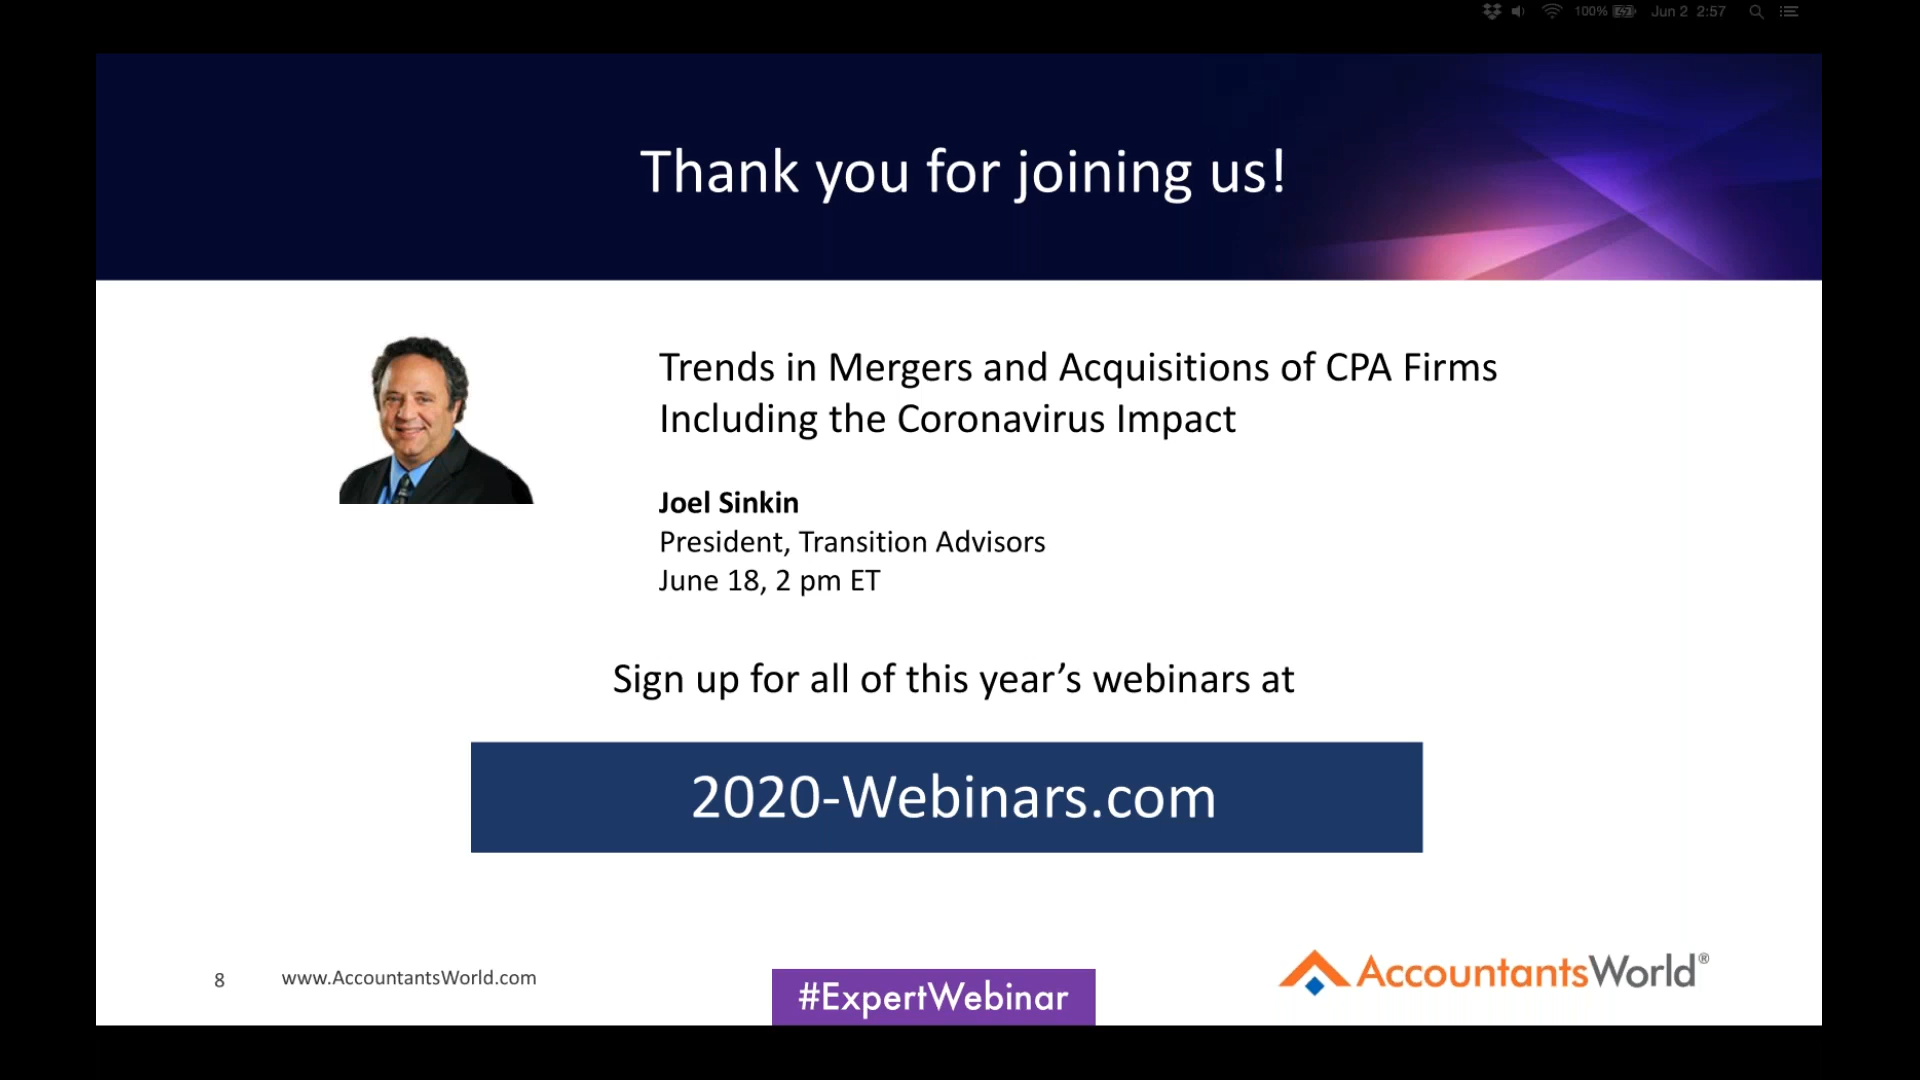 100% Jun 2 2:57
Thank you for joining us!
Trends in Mergers and Acquisitions of CPA Firms
Including the Coronavirus Impact
Joel Sinkin
President, Transition Advisors
June 18, 2 pm ET
Sign up for all of this year’s webinars at
2020-Webinars.com
8 www.AccountantsWorld.com
#ExpertWebinar
AccountantsWorld®